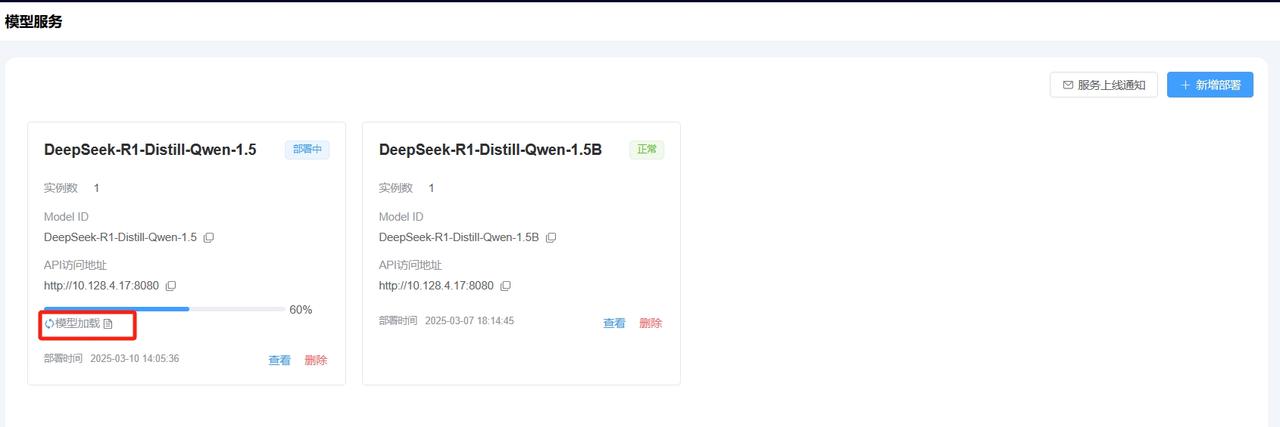 模型服务
服务上线通知
+ 新增部署
DeepSeek-R1-Distill-Qwen-1.5 部署中
实例数 1
Model ID
DeepSeek-R1-Distill-Qwen-1.5
API访问地址
http://10.128.4.17:8080
60%
模型加载
部署时间 2025-03-10 14:05:36 查看 删除
DeepSeek-R1-Distill-Qwen-1.5B 正常
实例数 1
Model ID
DeepSeek-R1-Distill-Qwen-1.5B
API访问地址
http://10.128.4.17:8080
部署时间 2025-03-07 18:14:45 查看 删除